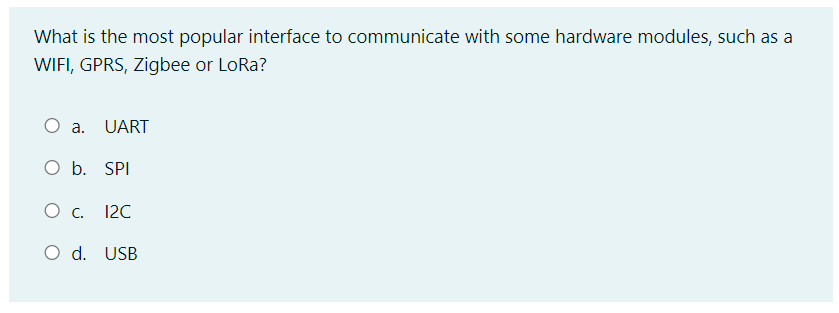 What is the most popular interface to communicate with some hardware modules, such as a
WIFI, GPRS, Zigbee or LoRa?
a. UART
b. SPI
c. I2C
d. USB